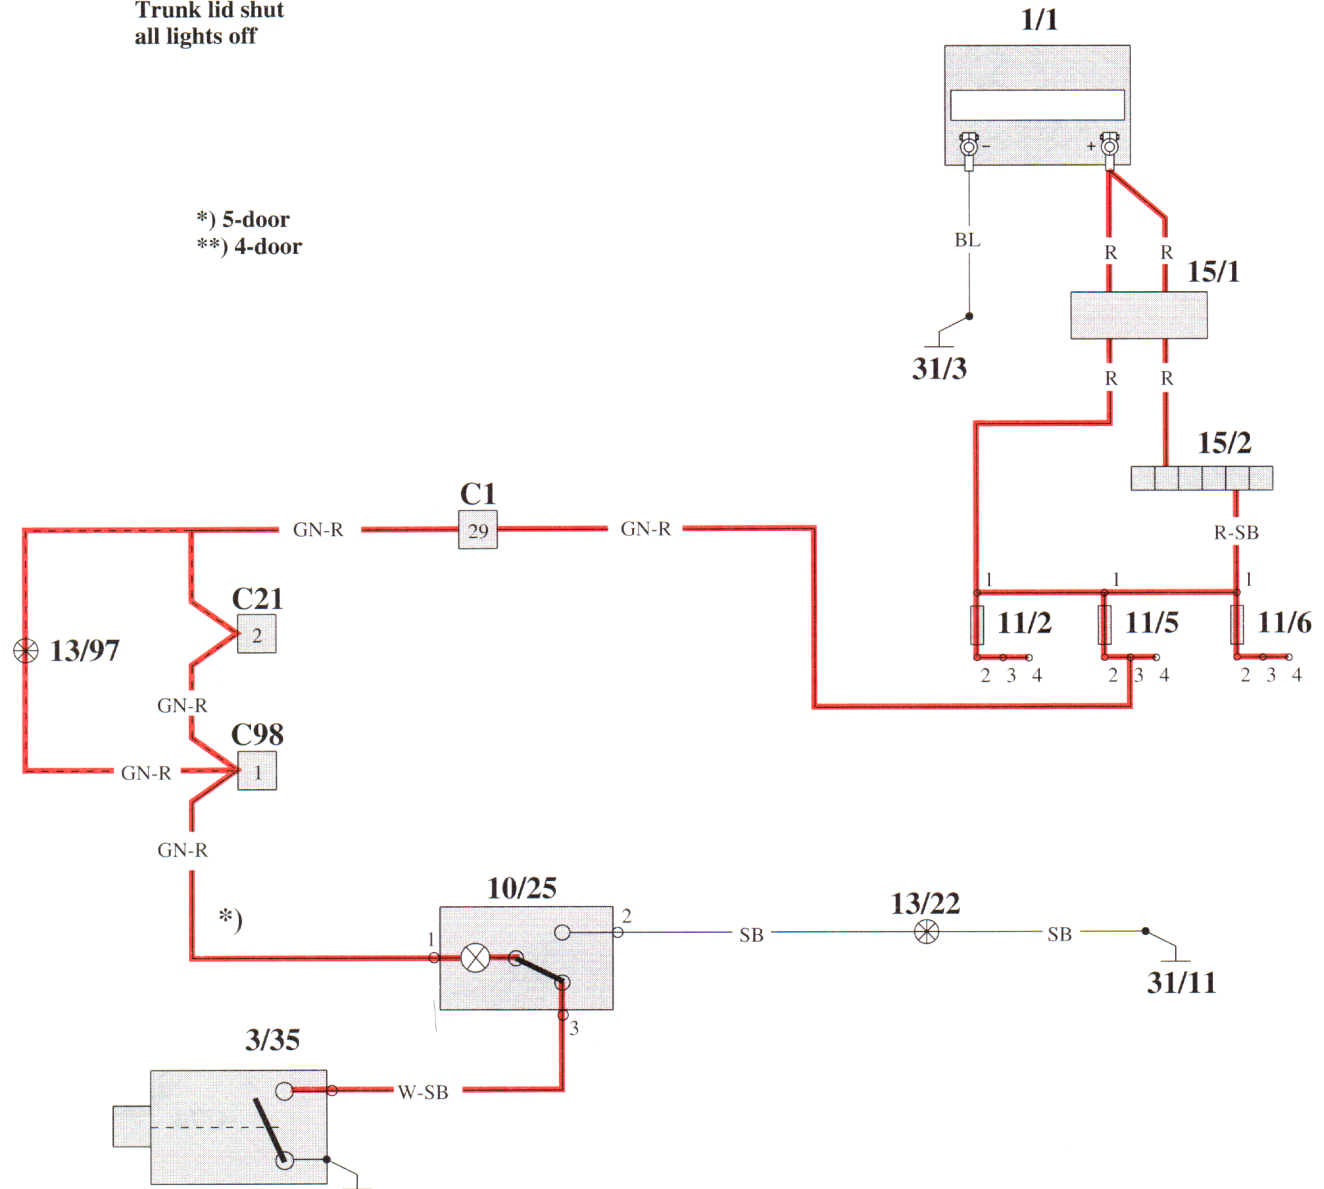 Trunk lid shut
all lights off
1/1
- +
*) 5-door
**) 4-door
BL
R R
15/1
31/3
R R
15/2
C1
29
GN-R GN-R
R-SB
1 1 1
11/2 11/5 11/6
2 3 4 2 3 4 2 3 4
C21
2
13/97
GN-R
C98
1
GN-R
GN-R
*)
10/25
1 2
3
SB
13/22
SB
31/11
3/35
W-SB